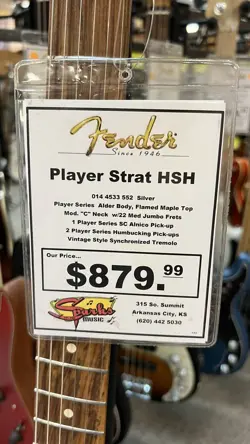 Fender
Since 1946
Player Strat HSH
014 4533 552 Silver
Player Series Alder Body, Flamed Maple Top
Mod. "C" Neck w/22 Med Jumbo Frets
1 Player Series SC Alnico Pick-up
2 Player Series Humbucking Pick-ups
Vintage Style Synchronized Tremolo
Our Price...
$879.99
Sparks
MUSIC
315 So. Summit
Arkansas City, KS
(620) 442 5030